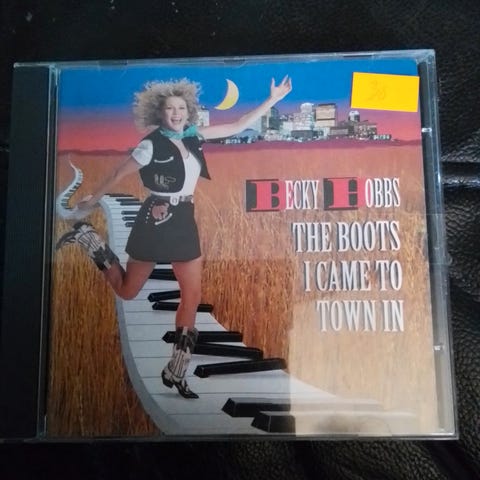 BECKY HOBBS
THE BOOTS
I CAME TO
TOWN IN